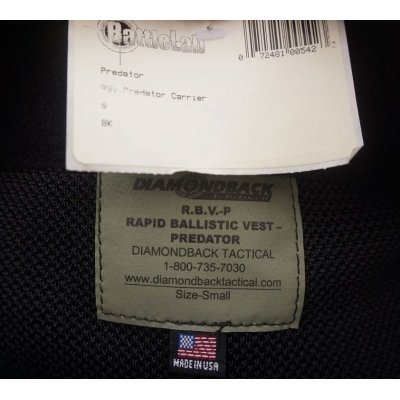 BattleLab
Predator
RBV Predator Carrier
S
BK
0 72481 00542
DIAMONDBACK
TACTICAL
R.B.V.-P
RAPID BALLISTIC VEST -
PREDATOR
DIAMONDBACK TACTICAL
1-800-735-7030
www.diamondbacktactical.com
Size-Small
MADE IN USA